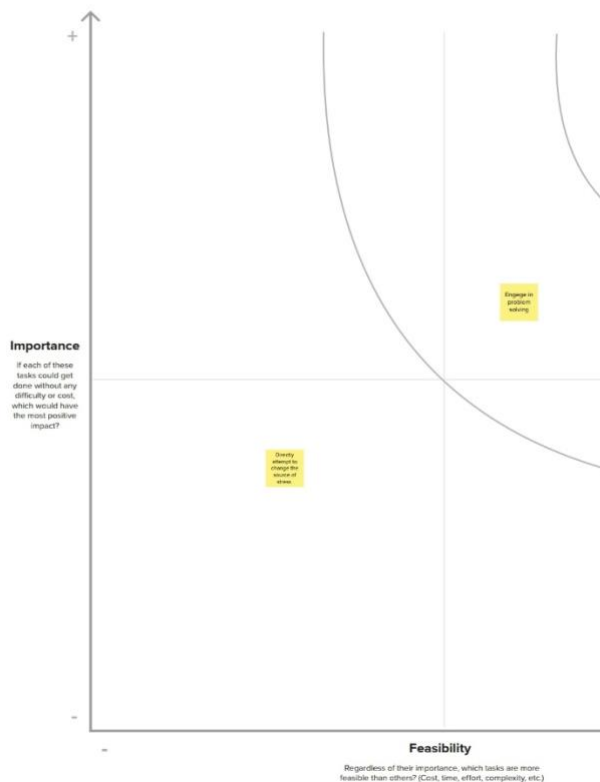 +
Engage in
problem
solving
Importance
If each of these
tasks could get
done without any
difficulty or cost,
which would have
the most positive
impact?
Directly
attempt to
change the
source of
stress
-
-
Feasibility
Regardless of their importance, which tasks are more
feasible than others? (Cost, time, effort, complexity, etc.)